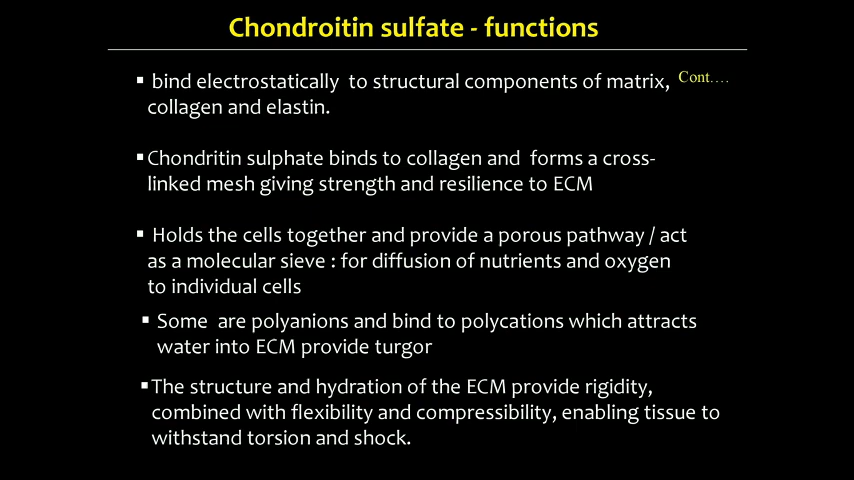 Chondroitin sulfate - functions
▪ bind electrostatically to structural components of matrix, Cont....
collagen and elastin.
▪Chondritin sulphate binds to collagen and forms a cross-
linked mesh giving strength and resilience to ECM
▪ Holds the cells together and provide a porous pathway / act
as a molecular sieve : for diffusion of nutrients and oxygen
to individual cells
▪ Some are polyanions and bind to polycations which attracts
water into ECM provide turgor
▪The structure and hydration of the ECM provide rigidity,
combined with flexibility and compressibility, enabling tissue to
withstand torsion and shock.